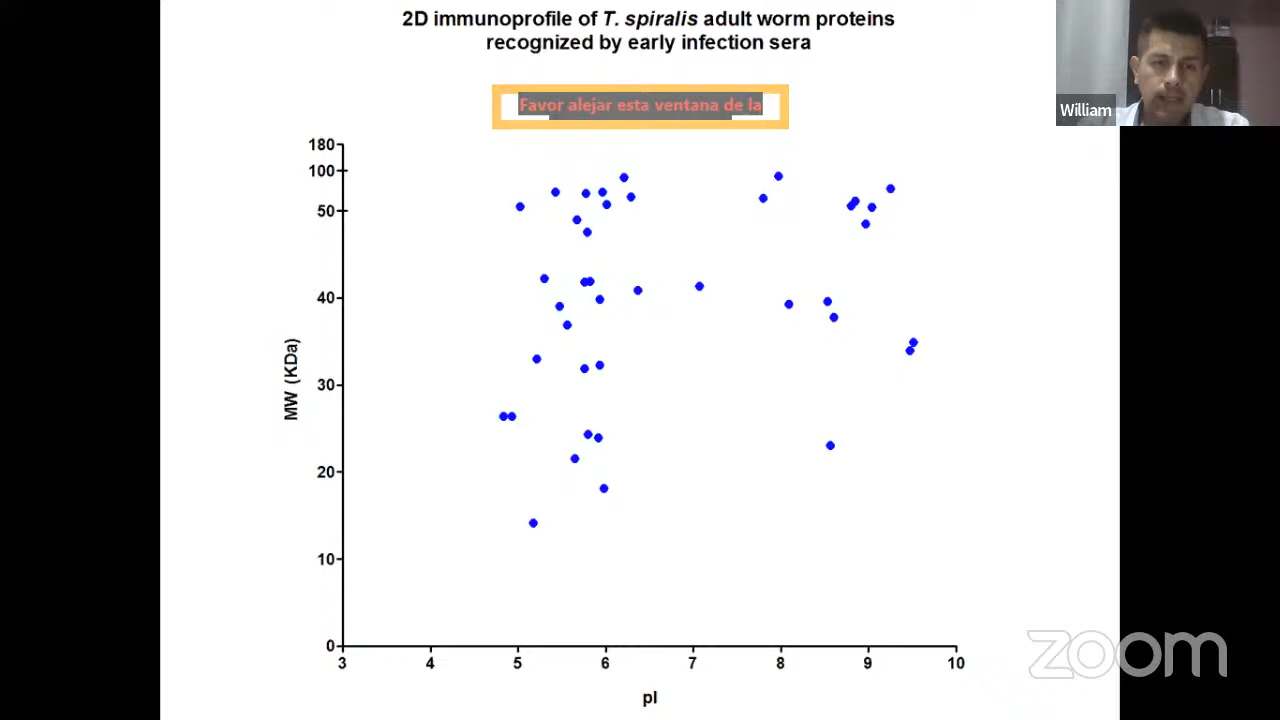 2D immunoprofile of T. spiralis adult worm proteins
recognized by early infection sera
Favor alejar esta ventana de la
William
180
100
50
40
30
20
10
0
MW (KDa)
3 4 5 6 7 8 9 10
pI
zoom